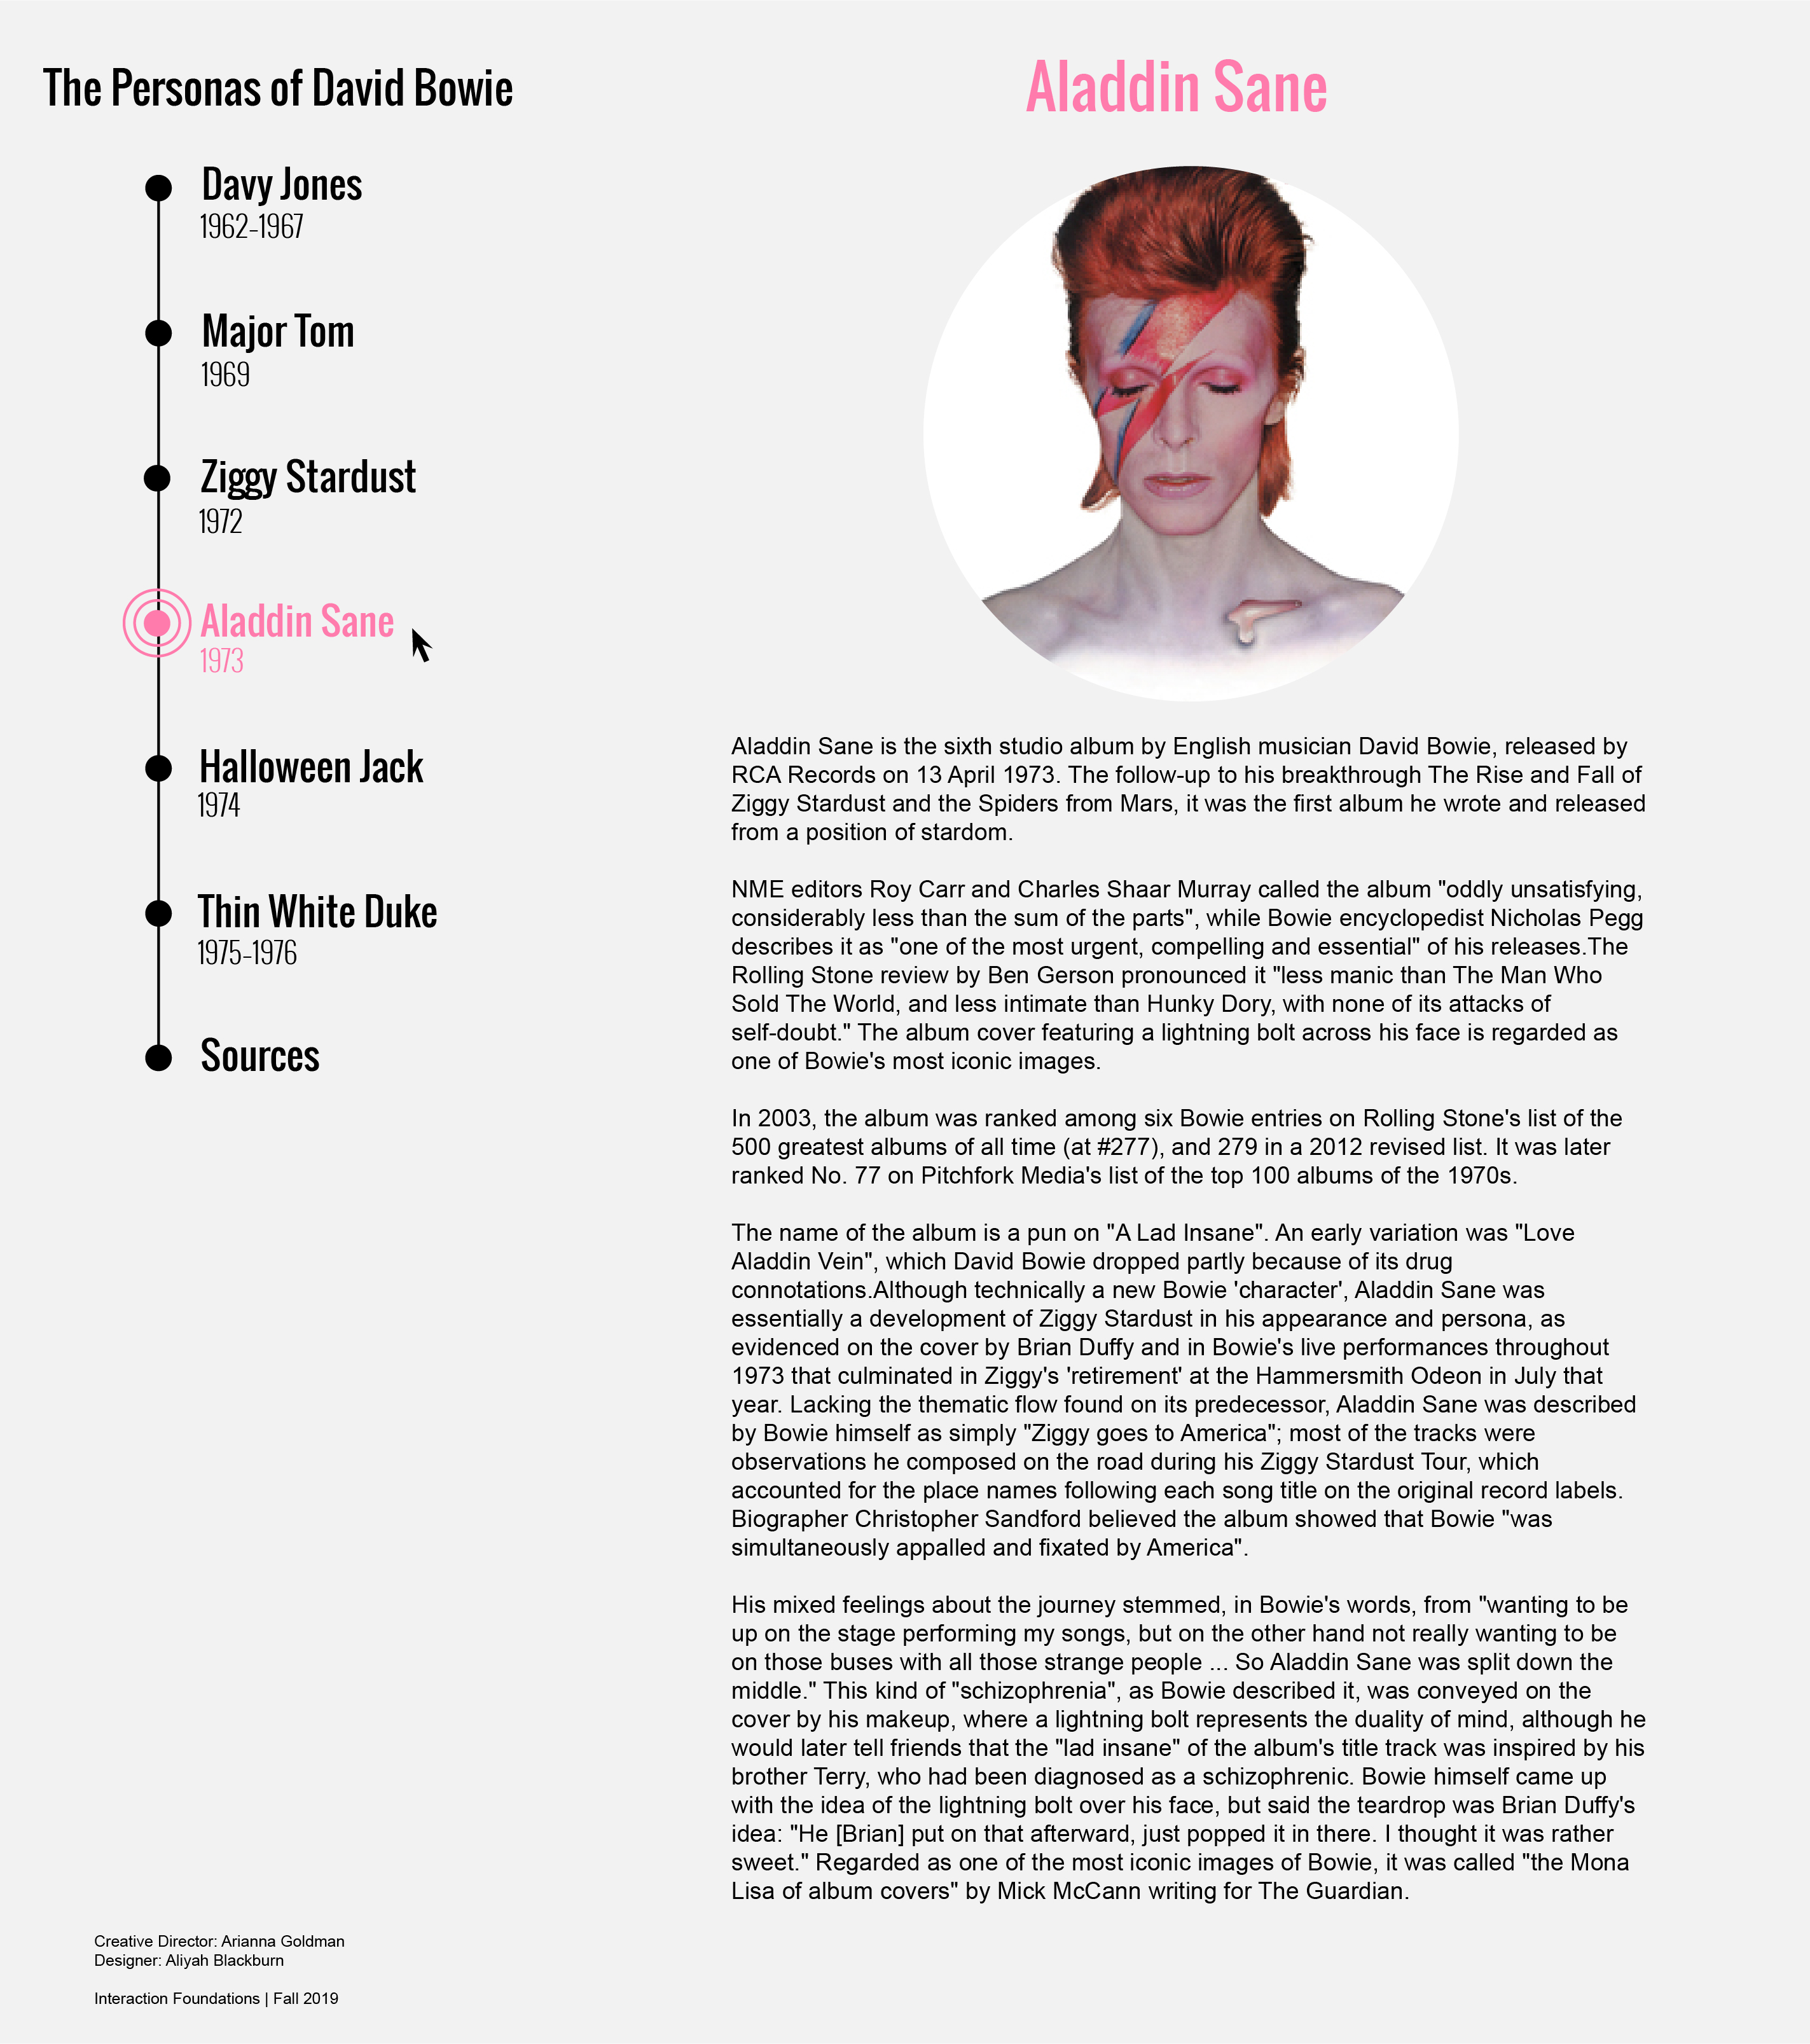 The Personas of David Bowie
Davy Jones
1962-1967
Major Tom
1969
Ziggy Stardust
1972
Aladdin Sane
1973
Halloween Jack
1974
Thin White Duke
1975-1976
Sources
Aladdin Sane
Aladdin Sane is the sixth studio album by English musician David Bowie, released by
RCA Records on 13 April 1973. The follow-up to his breakthrough The Rise and Fall of
Ziggy Stardust and the Spiders from Mars, it was the first album he wrote and released
from a position of stardom.
NME editors Roy Carr and Charles Shaar Murray called the album "oddly unsatisfying,
considerably less than the sum of the parts", while Bowie encyclopedist Nicholas Pegg
describes it as "one of the most urgent, compelling and essential" of his releases.The
Rolling Stone review by Ben Gerson pronounced it "less manic than The Man Who
Sold The World, and less intimate than Hunky Dory, with none of its attacks of
self-doubt." The album cover featuring a lightning bolt across his face is regarded as
one of Bowie's most iconic images.
In 2003, the album was ranked among six Bowie entries on Rolling Stone's list of the
500 greatest albums of all time (at #277), and 279 in a 2012 revised list. It was later
ranked No. 77 on Pitchfork Media's list of the top 100 albums of the 1970s.
The name of the album is a pun on "A Lad Insane". An early variation was "Love
Aladdin Vein", which David Bowie dropped partly because of its drug
connotations.Although technically a new Bowie 'character', Aladdin Sane was
essentially a development of Ziggy Stardust in his appearance and persona, as
evidenced on the cover by Brian Duffy and in Bowie's live performances throughout
1973 that culminated in Ziggy's 'retirement' at the Hammersmith Odeon in July that
year. Lacking the thematic flow found on its predecessor, Aladdin Sane was described
by Bowie himself as simply "Ziggy goes to America"; most of the tracks were
observations he composed on the road during his Ziggy Stardust Tour, which
accounted for the place names following each song title on the original record labels.
Biographer Christopher Sandford believed the album showed that Bowie "was
simultaneously appalled and fixated by America".
His mixed feelings about the journey stemmed, in Bowie's words, from "wanting to be
up on the stage performing my songs, but on the other hand not really wanting to be
on those buses with all those strange people ... So Aladdin Sane was split down the
middle." This kind of "schizophrenia", as Bowie described it, was conveyed on the
cover by his makeup, where a lightning bolt represents the duality of mind, although he
would later tell friends that the "lad insane" of the album's title track was inspired by his
brother Terry, who had been diagnosed as a schizophrenic. Bowie himself came up
with the idea of the lightning bolt over his face, but said the teardrop was Brian Duffy's
idea: "He [Brian] put on that afterward, just popped it in there. I thought it was rather
sweet." Regarded as one of the most iconic images of Bowie, it was called "the Mona
Lisa of album covers" by Mick McCann writing for The Guardian.
Creative Director: Arianna Goldman
Designer: Aliyah Blackburn
Interaction Foundations | Fall 2019